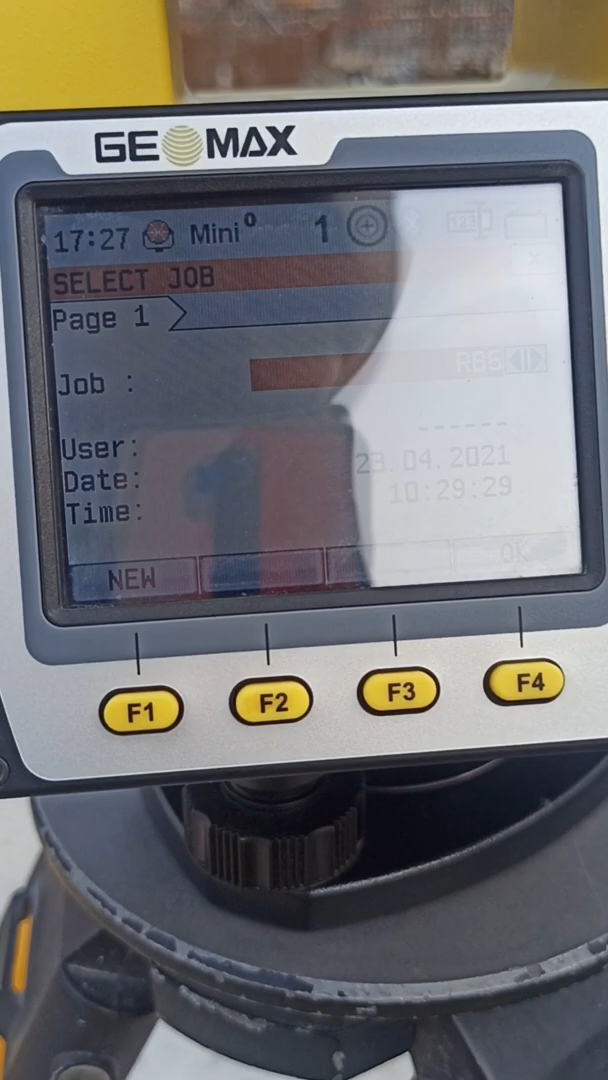 GEOMAX
17:27 Mini° 1
SELECT JOB
Page 1
Job :
User: ------
Date: 23.04.2021
Time: 10:29:29
NEW OK
F1 F2 F3 F4